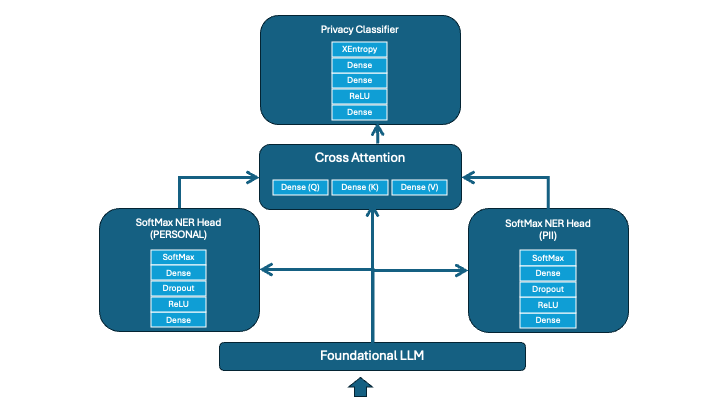 Privacy Classifier
XEntropy
Dense
Dense
ReLU
Dense
Cross Attention
Dense (Q)
Dense (K)
Dense (V)
SoftMax NER Head
(PERSONAL)
SoftMax
Dense
Dropout
ReLU
Dense
SoftMax NER Head
(PII)
SoftMax
Dense
Dropout
ReLU
Dense
Foundational LLM